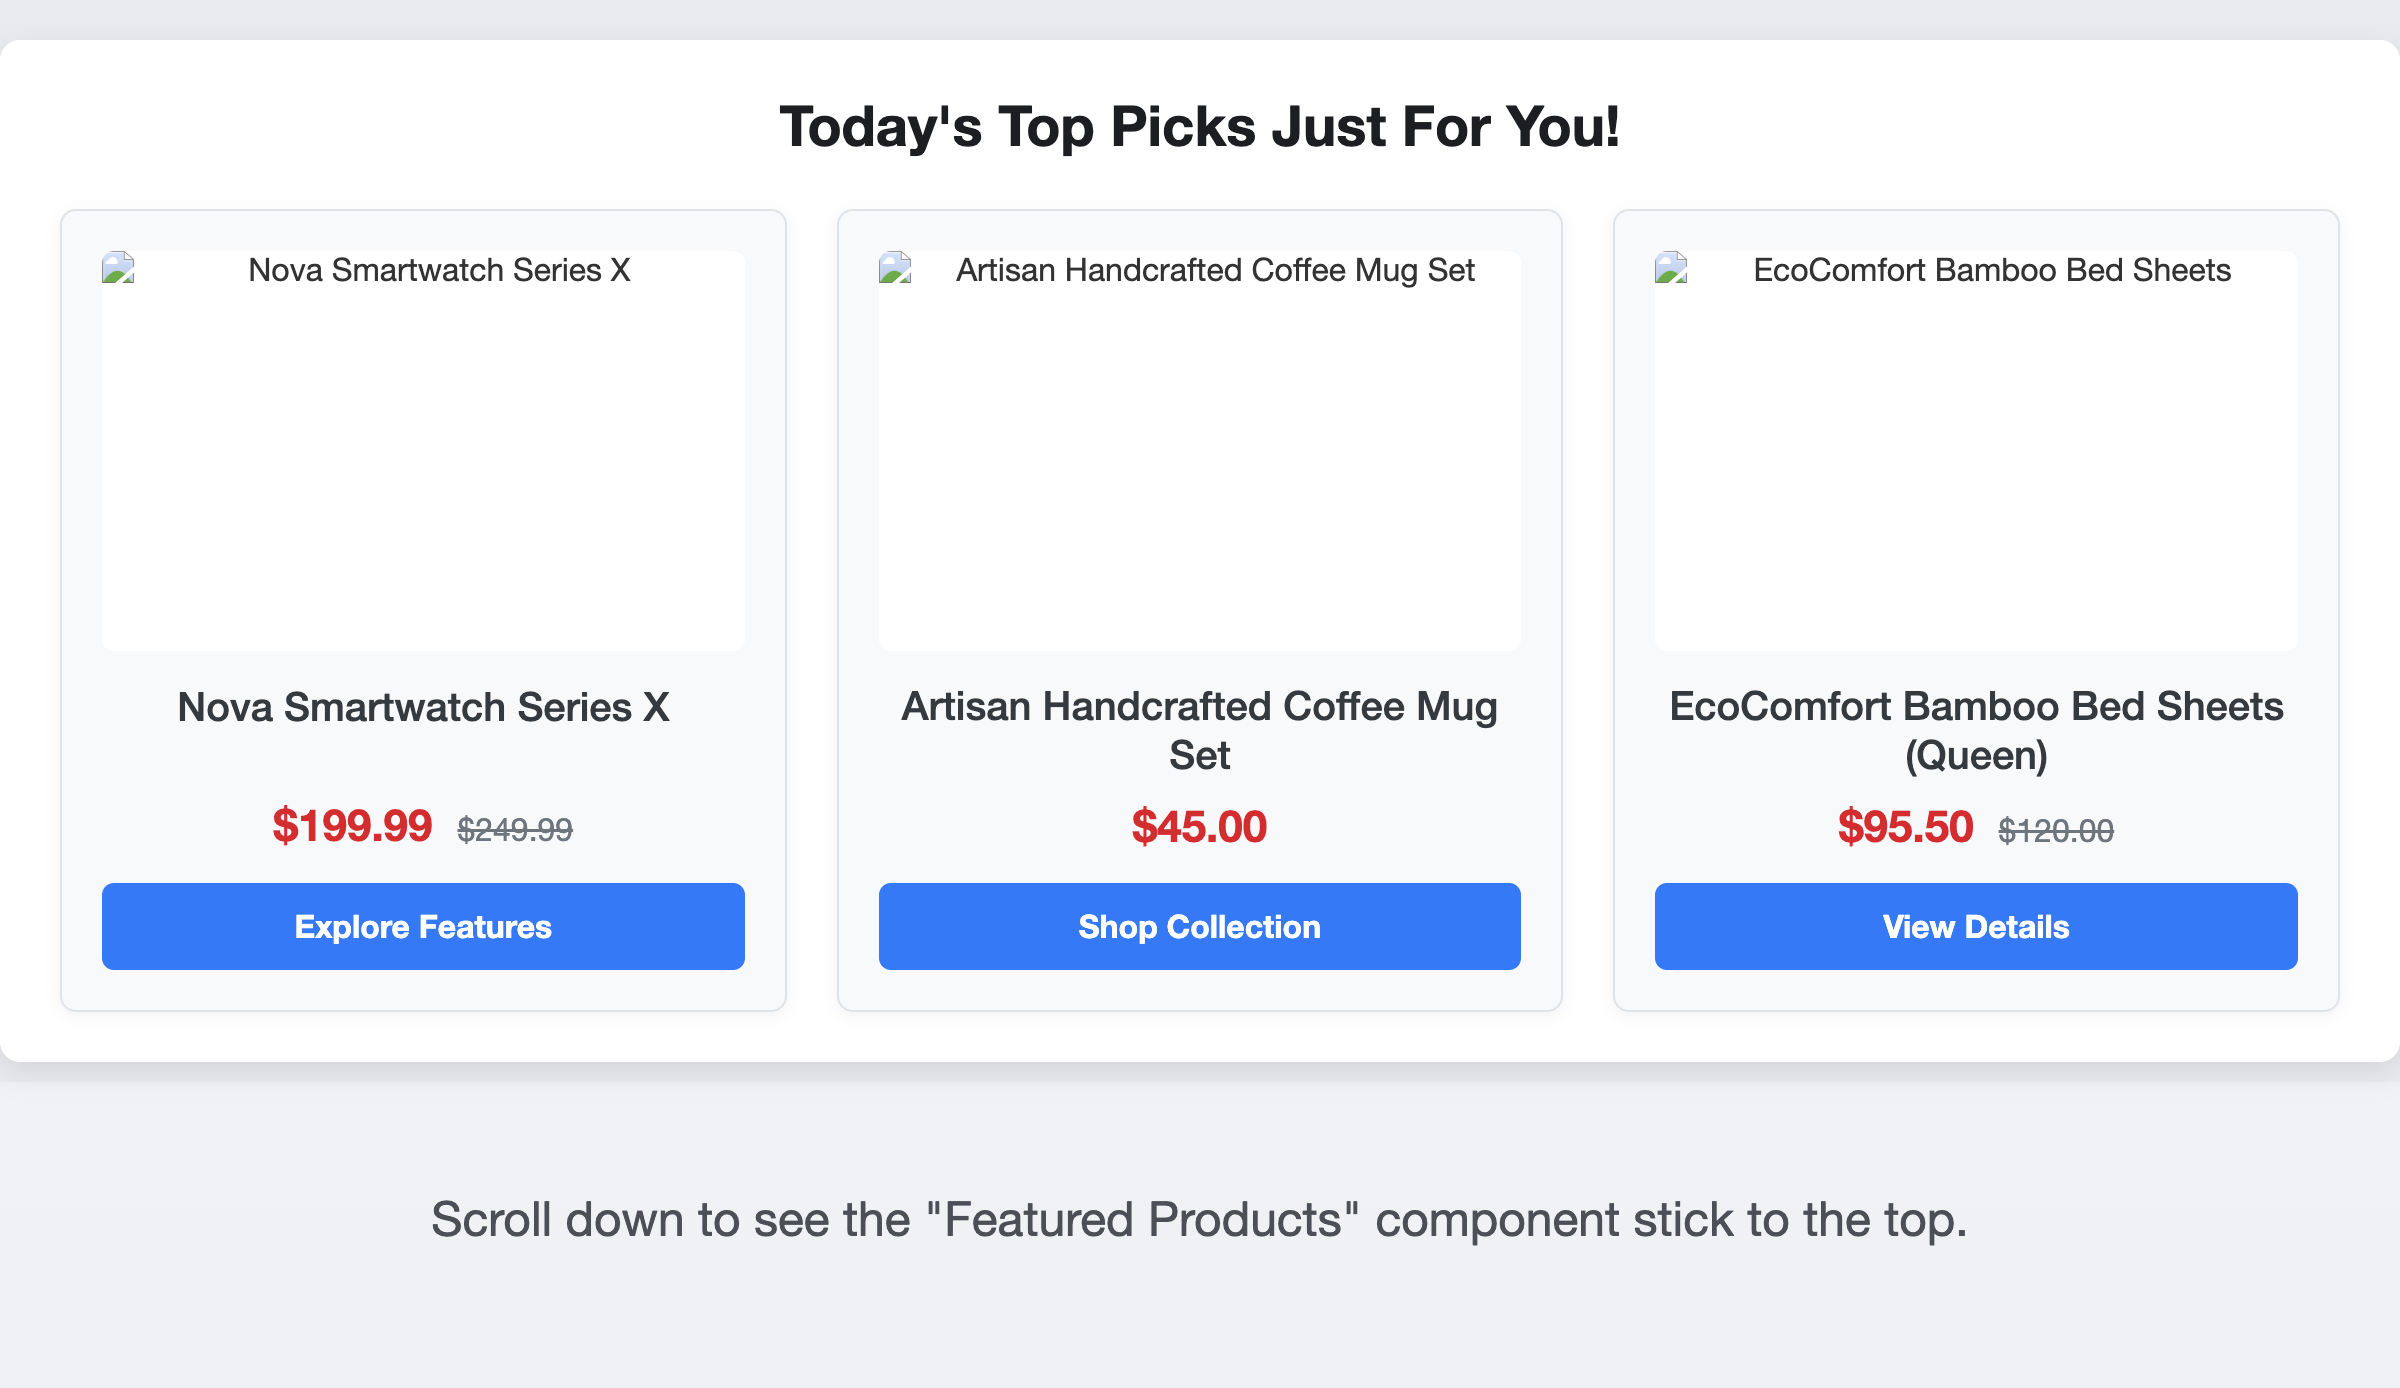 Today's Top Picks Just For You!
Nova Smartwatch Series X
Artisan Handcrafted Coffee Mug Set
EcoComfort Bamboo Bed Sheets
Nova Smartwatch Series X
$199.99 $249.99
Explore Features
Artisan Handcrafted Coffee Mug
Set
$45.00
Shop Collection
EcoComfort Bamboo Bed Sheets
(Queen)
$95.50 $120.00
View Details
Scroll down to see the "Featured Products" component stick to the top.